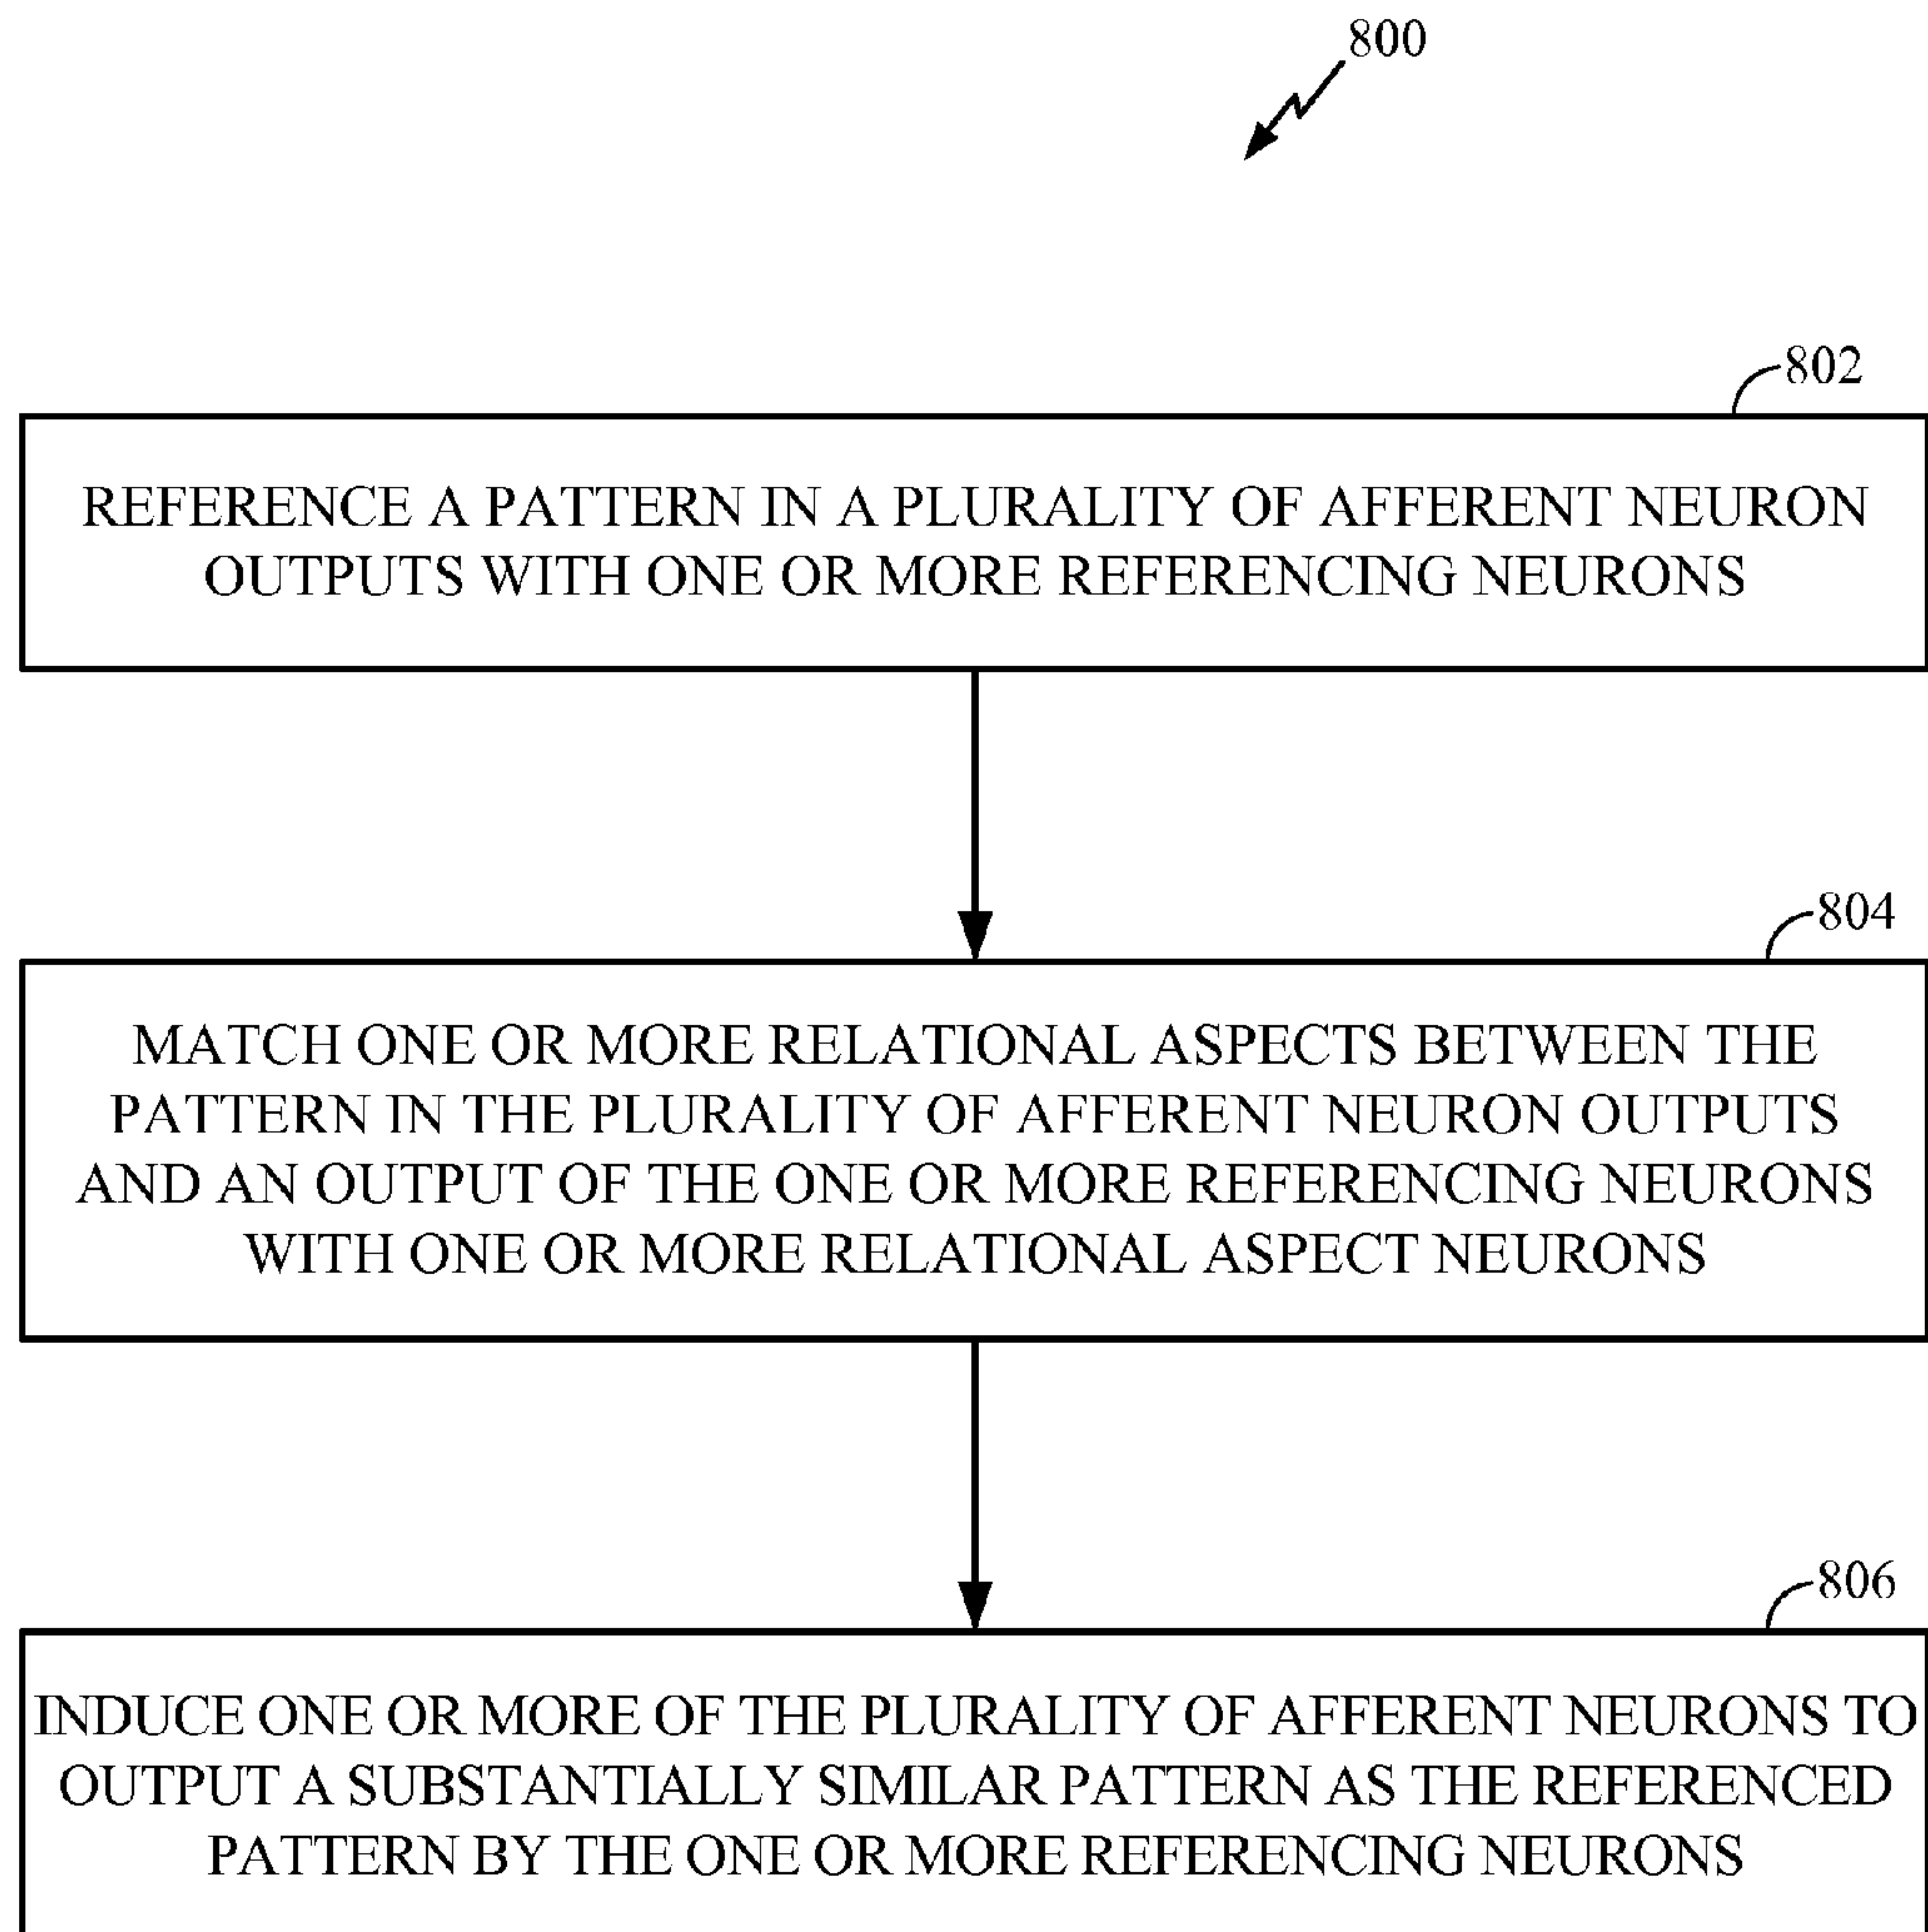 800
802
REFERENCE A PATTERN IN A PLURALITY OF AFFERENT NEURON
OUTPUTS WITH ONE OR MORE REFERENCING NEURONS
804
MATCH ONE OR MORE RELATIONAL ASPECTS BETWEEN THE
PATTERN IN THE PLURALITY OF AFFERENT NEURON OUTPUTS
AND AN OUTPUT OF THE ONE OR MORE REFERENCING NEURONS
WITH ONE OR MORE RELATIONAL ASPECT NEURONS
806
INDUCE ONE OR MORE OF THE PLURALITY OF AFFERENT NEURONS TO
OUTPUT A SUBSTANTIALLY SIMILAR PATTERN AS THE REFERENCED
PATTERN BY THE ONE OR MORE REFERENCING NEURONS